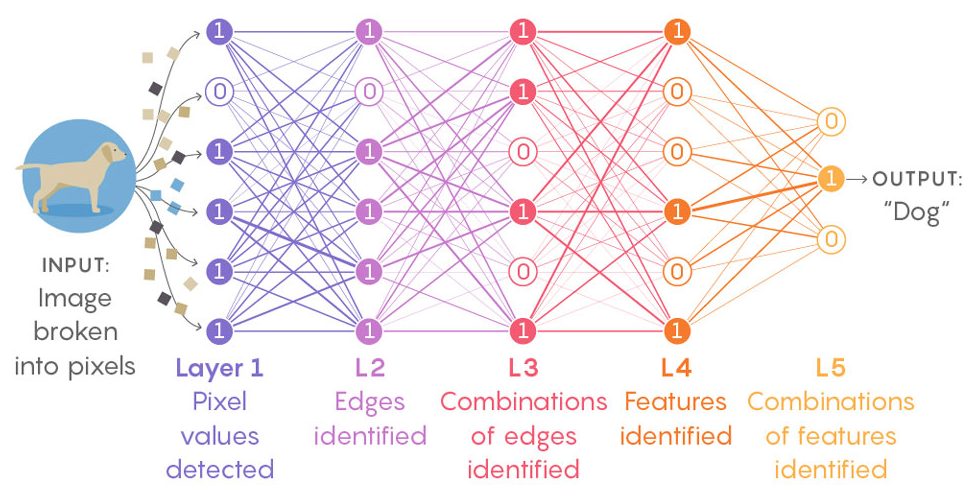 1 1 1 1
0 0 1 0
0
1 1 0 0
1
OUTPUT:
"Dog"
1 1 1 1
0
1 1 0 0
1 1 1 1
INPUT:
Image
broken
into pixels
Layer 1
Pixel
values
detected
L2
Edges
identified
L3
Combinations
of edges
identified
L4
Features
identified
L5
Combinations
of features
identified